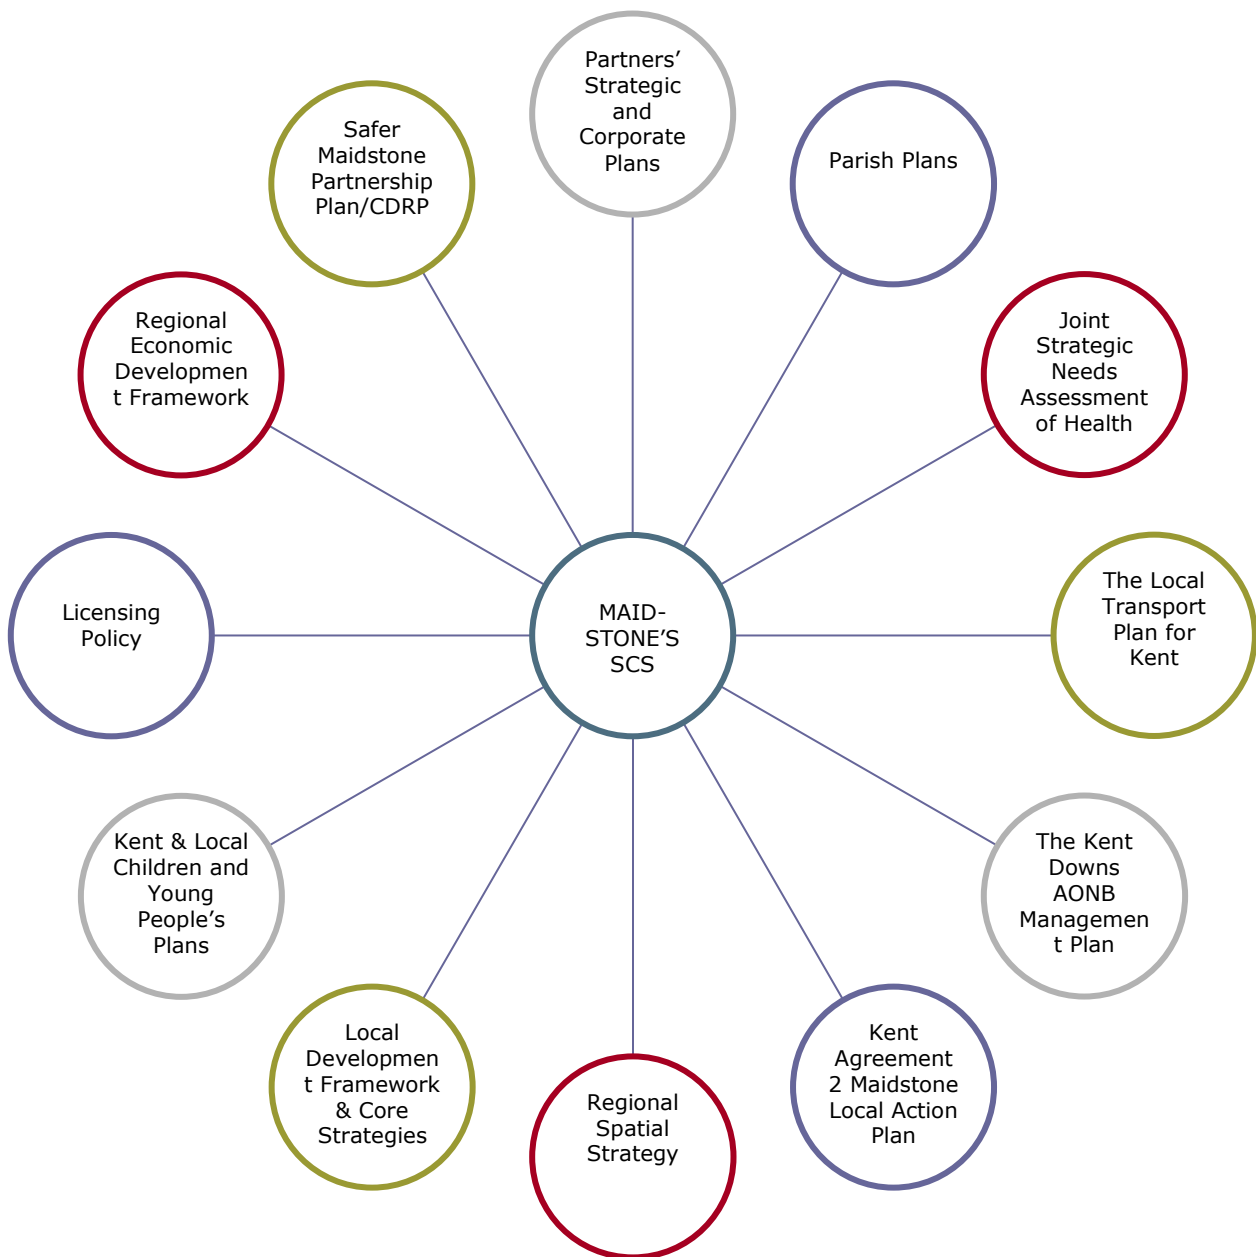 Partners’
Strategic
and
Corporate
Plans
Parish Plans
Joint
Strategic
Needs
Assessment
of Health
The Local
Transport
Plan for
Kent
The Kent
Downs
AONB
Managemen
t Plan
Kent
Agreement
2 Maidstone
Local Action
Plan
Regional
Spatial
Strategy
Local
Developmen
t Framework
& Core
Strategies
Kent & Local
Children and
Young
People’s
Plans
Licensing
Policy
Regional
Economic
Developmen
t Framework
Safer
Maidstone
Partnership
Plan/CDRP
MAID-
STONE’S
SCS